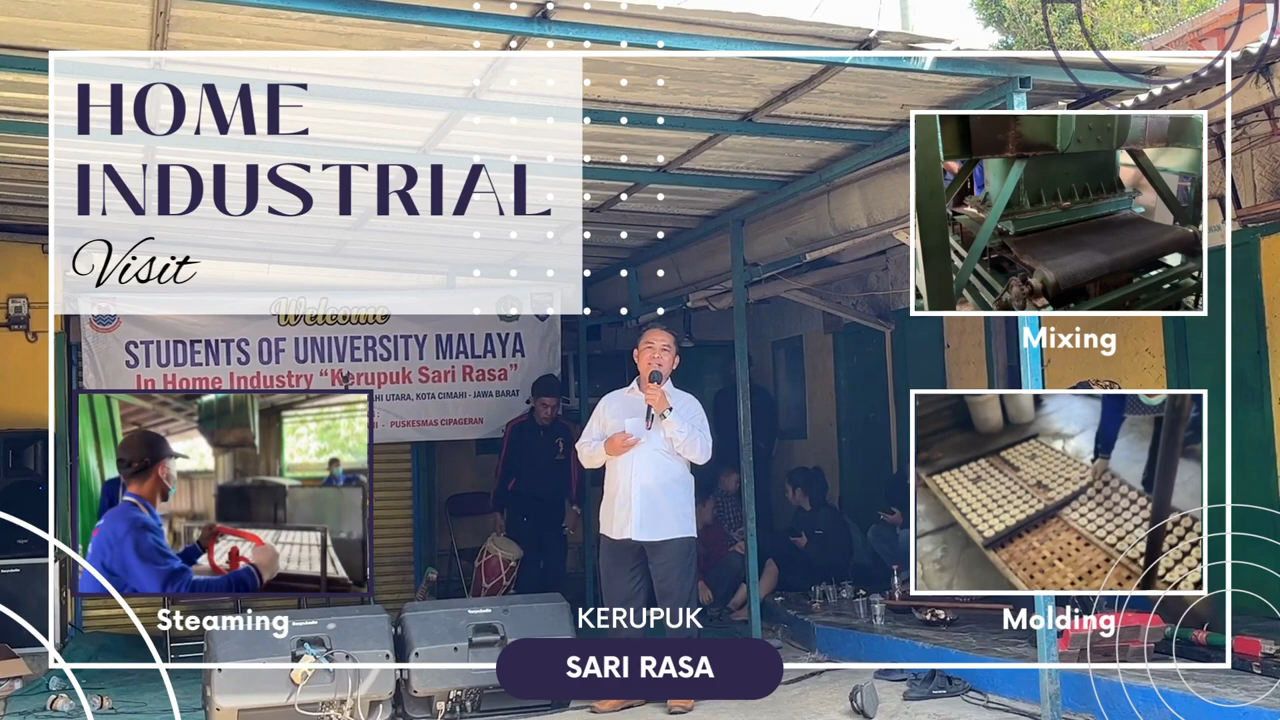 HOME
INDUSTRIAL
Visit
Welcome
STUDENTS OF UNIVERSITY MALAYA
In Home Industry "Kerupuk Sari Rasa"
UTARA, KOTA CIMAHI - JAWA BARAT
- PUSKESMAS CIPAGERAN
Mixing
Steaming
Molding
KERUPUK
SARI RASA